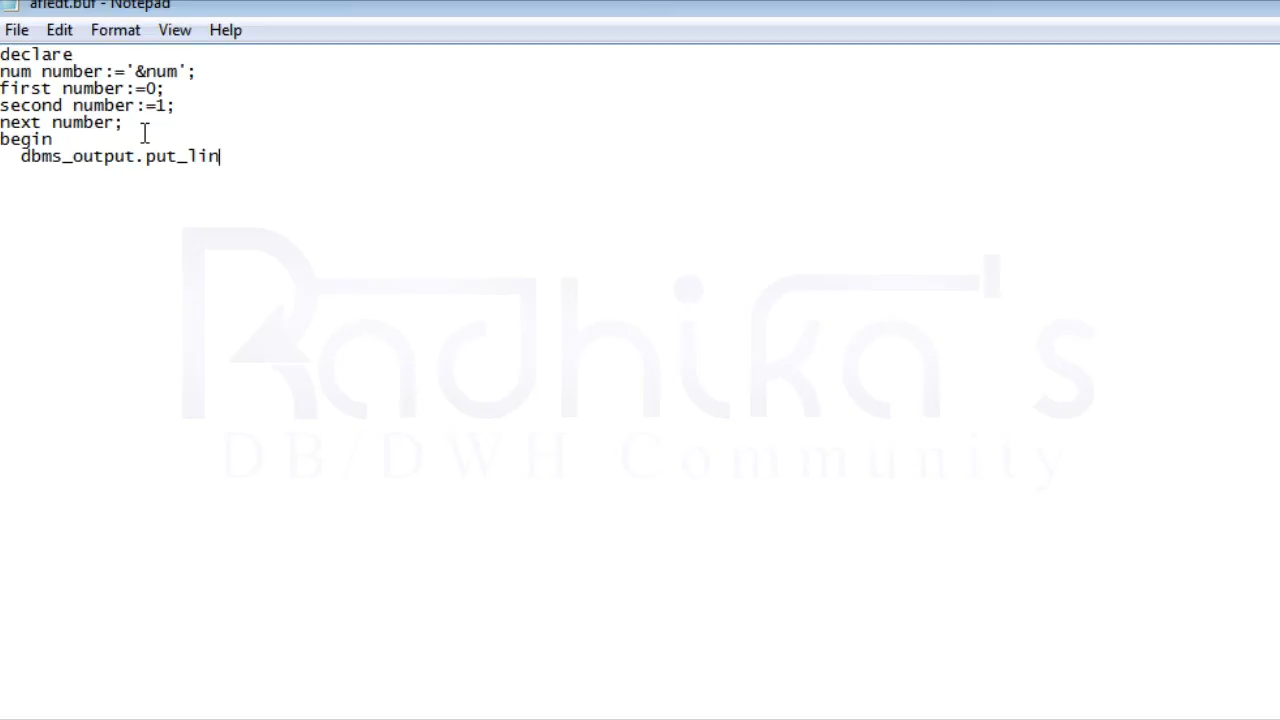 afiedt.buf - Notepad
File Edit Format View Help
declare
num number:='&num';
first number:=0;
second number:=1;
next number;
begin
dbms_output.put_lin
Radhika's
DB/DWH Community